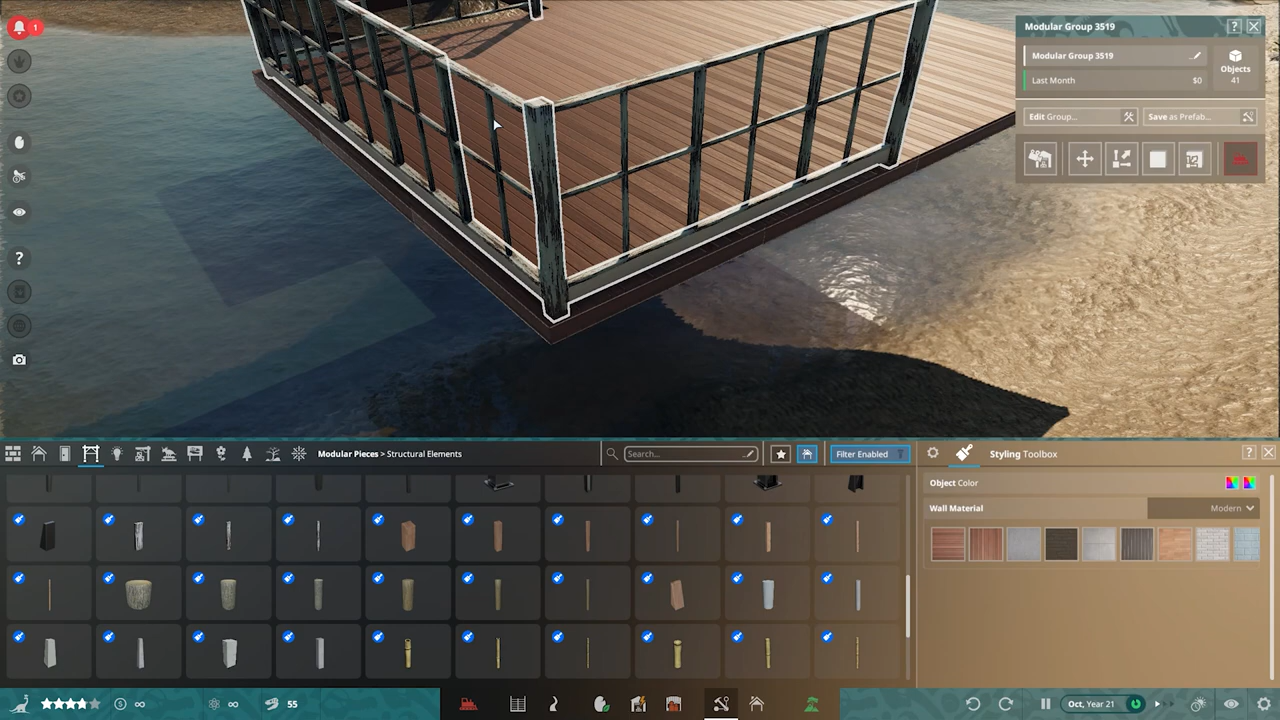 1
Modular Group 3519
?
Modular Group 3519
Last Month $0
Objects
41
Edit Group...
Save as Prefab...
?
Modular Pieces > Structural Elements
Search...
Filter Enabled
Styling Toolbox
?
Object Color
Wall Material
Modern
∞
∞
55
Oct, Year 21